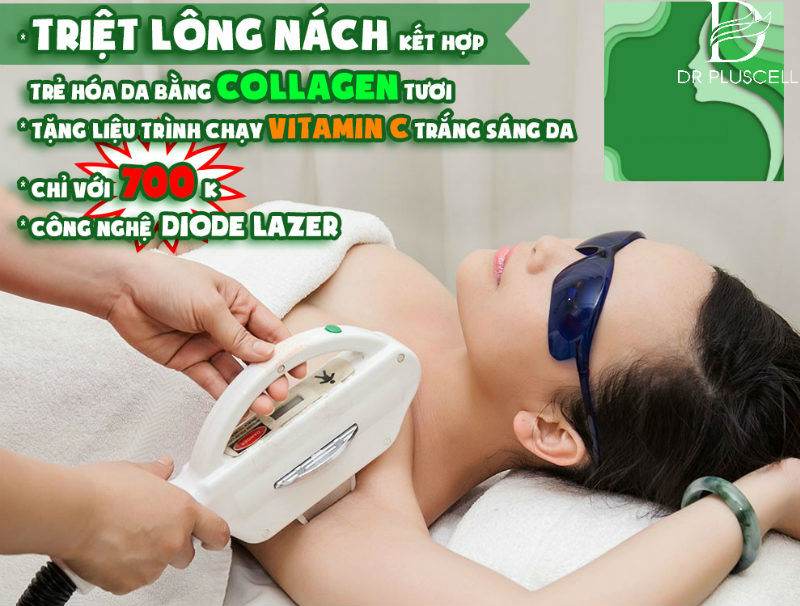 * TRIỆT LÔNG NÁCH KẾT HỢP
TRẺ HÓA DA BẰNG COLLAGEN TƯƠI
* TẶNG LIỆU TRÌNH CHẠY VITAMIN C TRẮNG SÁNG DA
* CHỈ VỚI 700 K
* CÔNG NGHỆ DIODE LAZER
DR PLUSCELL
DANGER